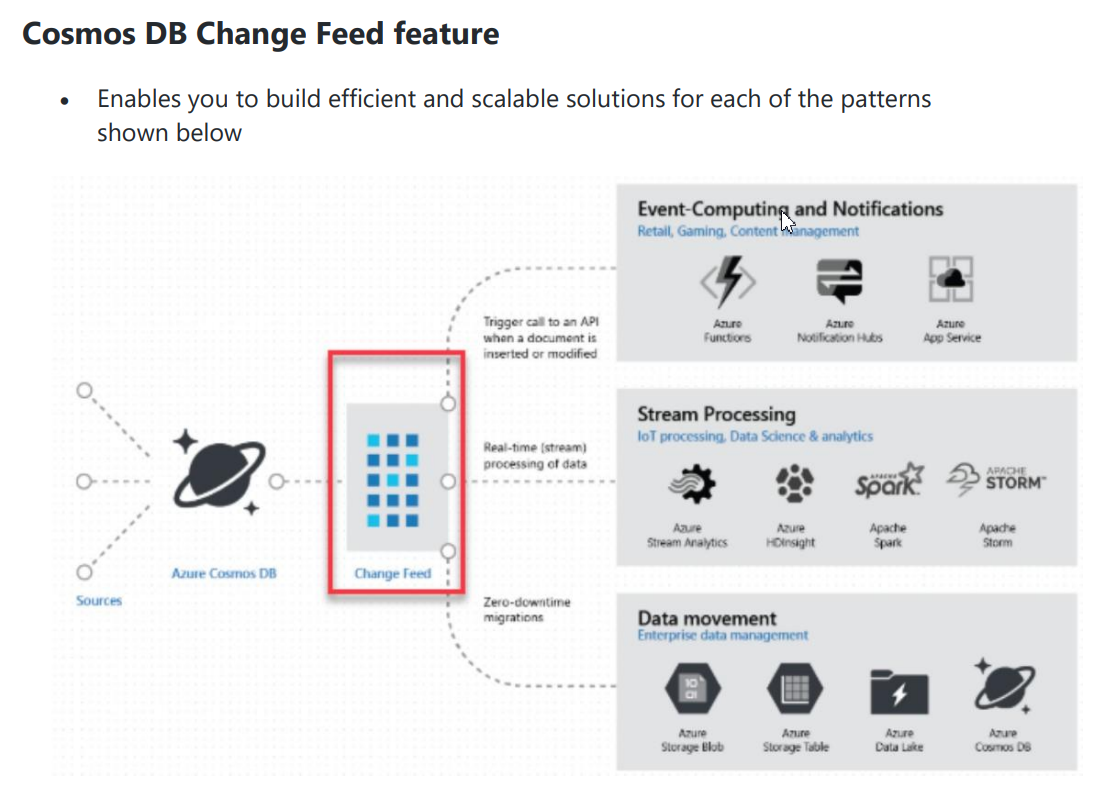 Cosmos DB Change Feed feature
• Enables you to build efficient and scalable solutions for each of the patterns
shown below
Event-Computing and Notifications
Retail, Gaming, Content management
Azure
Functions
Azure
Notification Hubs
Azure
App Service
Trigger call to an API
when a document is
inserted or modified
Stream Processing
IoT processing, Data Science & analytics
Real-time (stream)
processing of data
APACHE
Spark™
APACHE
STORM™
Azure
Stream Analytics
Azure
HDInsight
Apache
Spark
Apache
Storm
Azure Cosmos DB
Change Feed
Sources
Zero-downtime
migrations
Data movement
Enterprise data management
10
01
Azure
Storage Blob
Azure
Storage Table
Azure
Data Lake
Azure
Cosmos DB